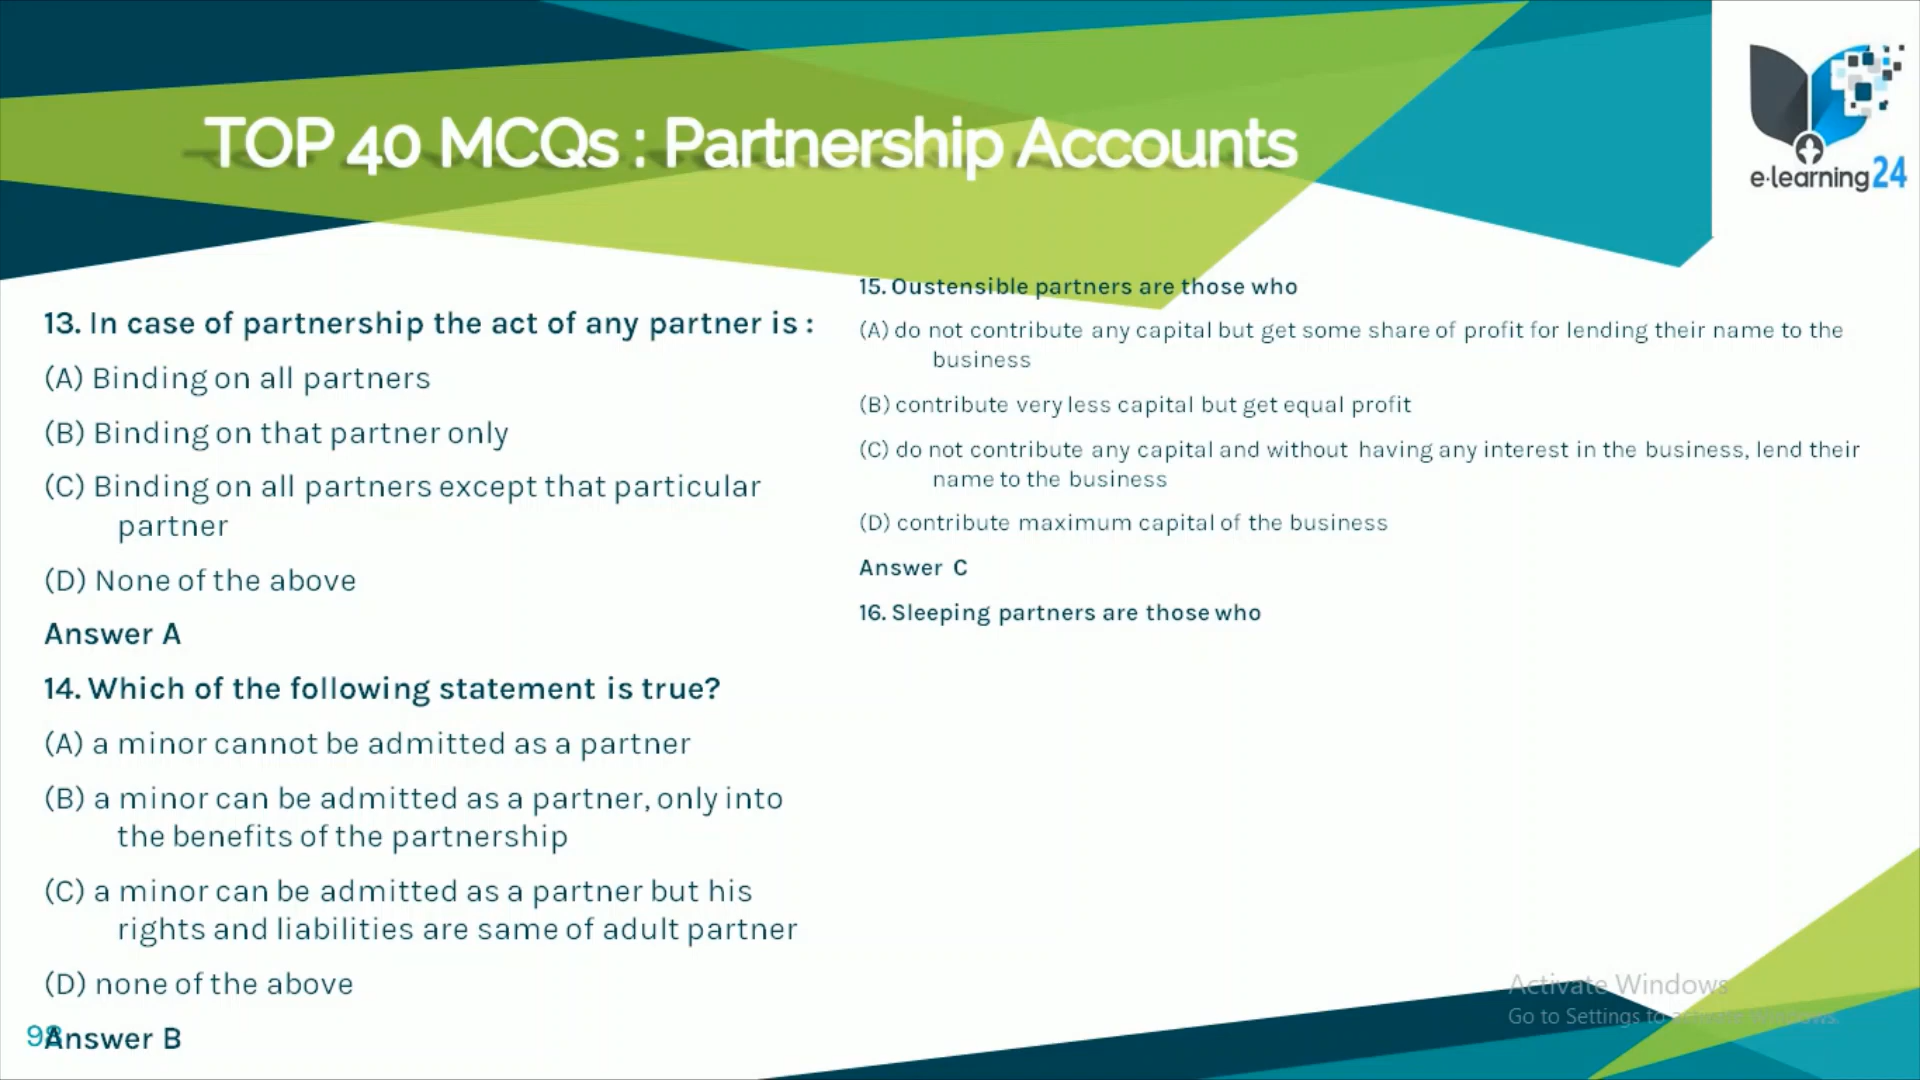 TOP 40 MCQs : Partnership Accounts
e-learning24
13. In case of partnership the act of any partner is :
(A) Binding on all partners
(B) Binding on that partner only
(C) Binding on all partners except that particular
partner
(D) None of the above
Answer A
14. Which of the following statement is true?
(A) a minor cannot be admitted as a partner
(B) a minor can be admitted as a partner, only into
the benefits of the partnership
(C) a minor can be admitted as a partner but his
rights and liabilities are same of adult partner
(D) none of the above
Answer B
15. Oustensible partners are those who
(A) do not contribute any capital but get some share of profit for lending their name to the
business
(B) contribute very less capital but get equal profit
(C) do not contribute any capital and without having any interest in the business, lend their
name to the business
(D) contribute maximum capital of the business
Answer C
16. Sleeping partners are those who
Activate Windows
Go to Settings to activate Windows.